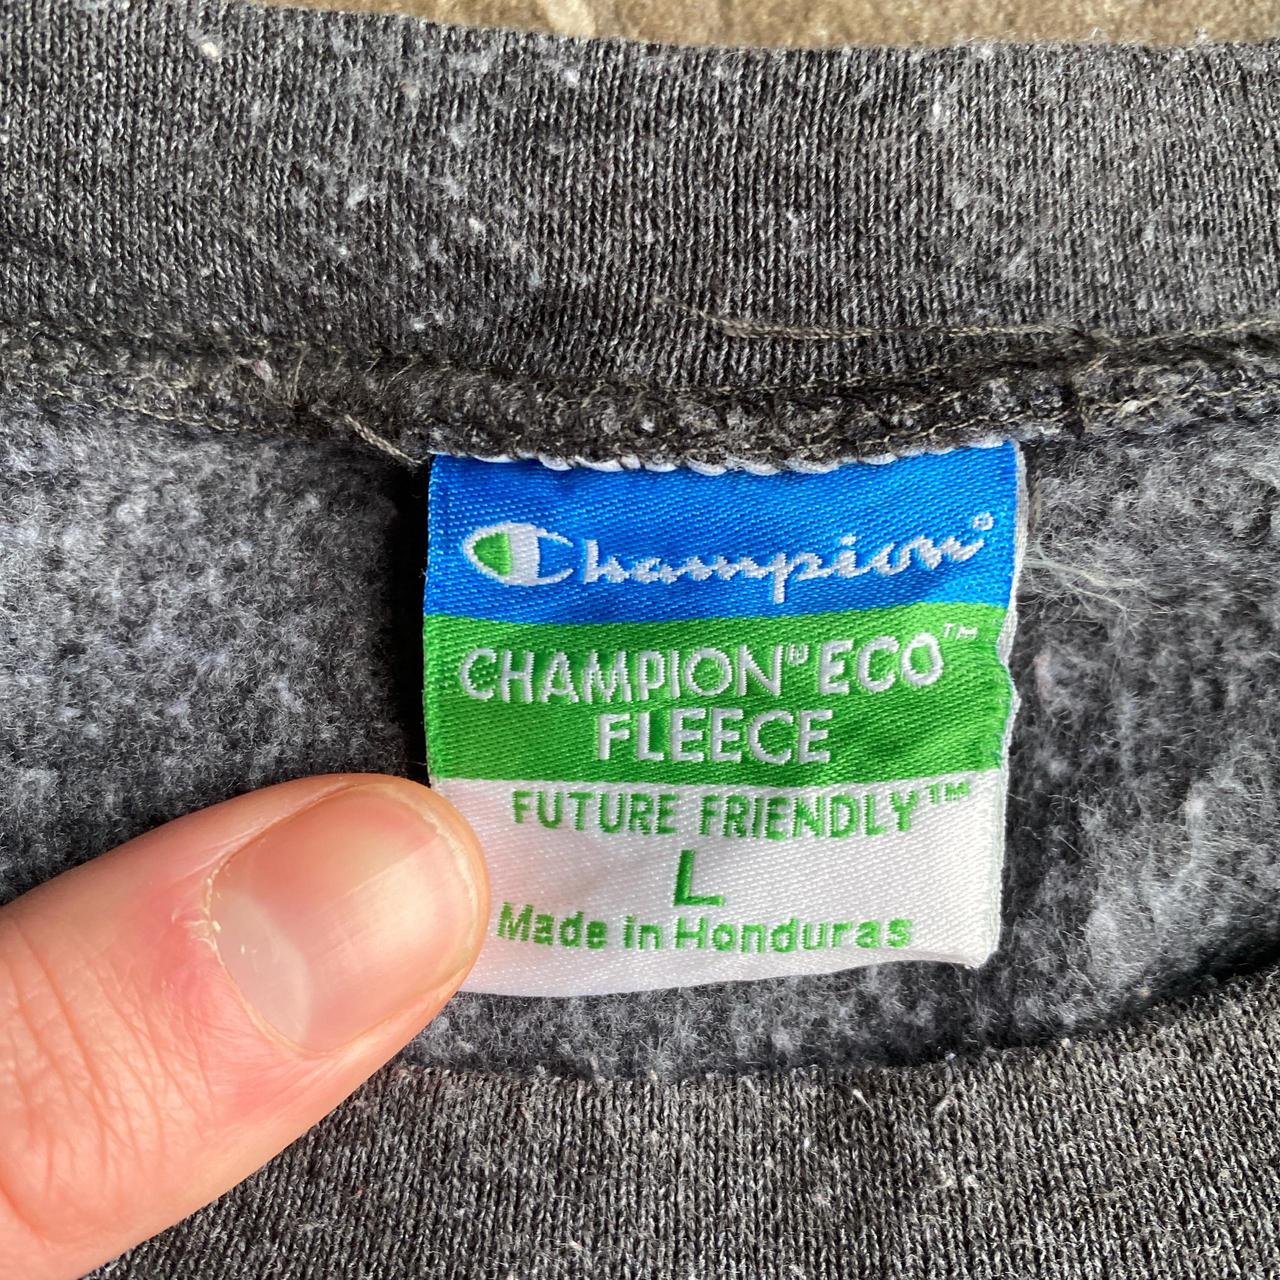 Champion®
CHAMPION® ECO™
FLEECE
FUTURE FRIENDLY™
L
Made in Honduras